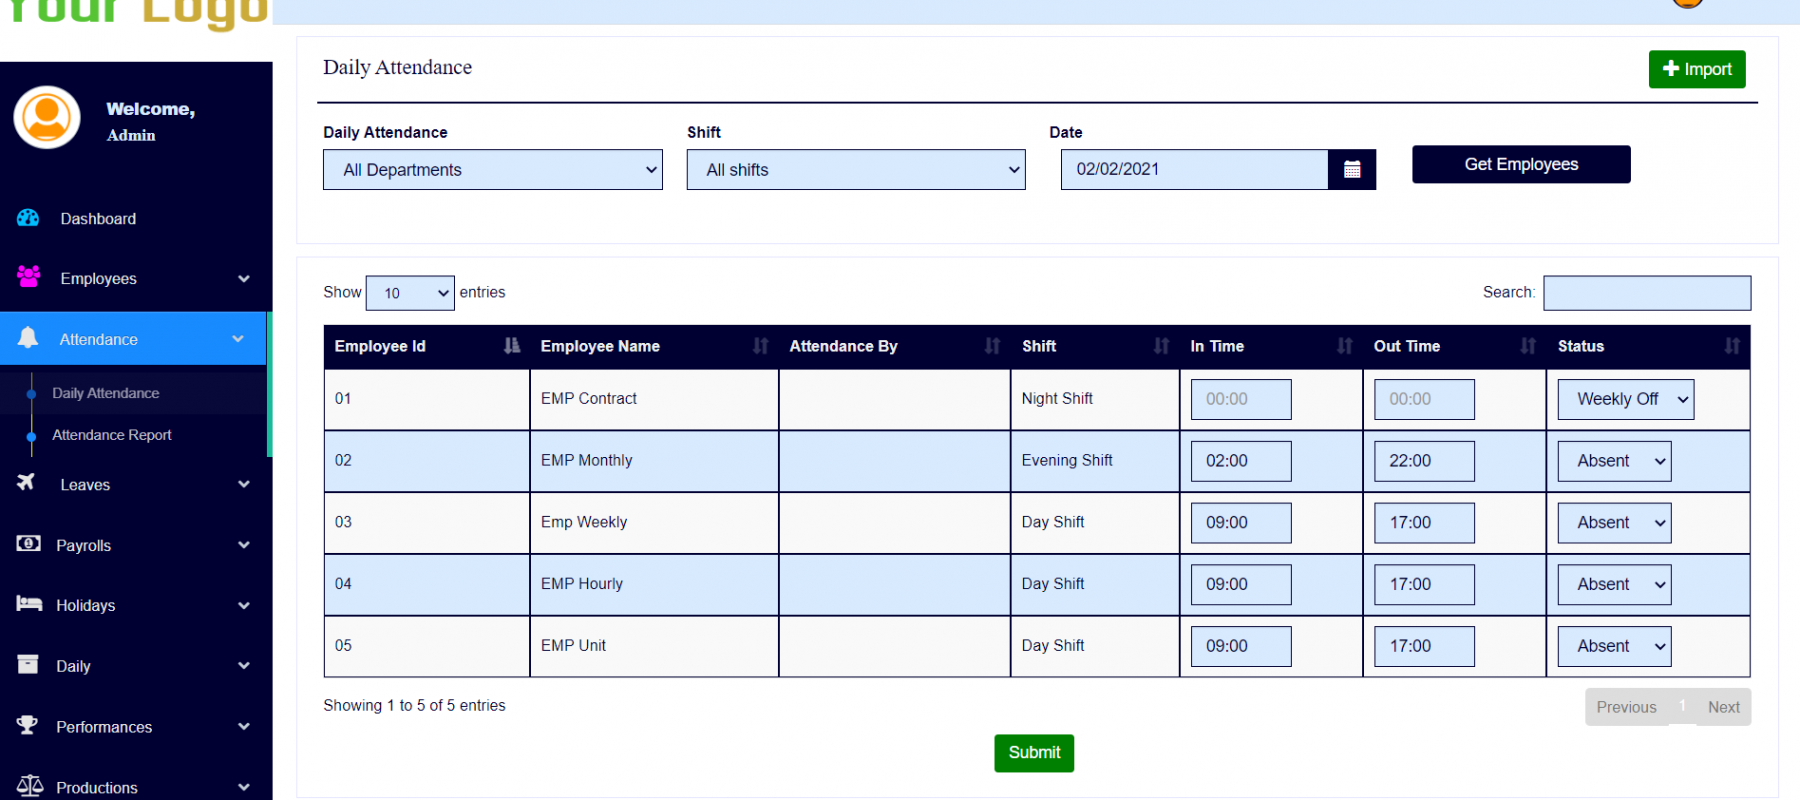 Your Logo
Welcome,
Admin
Dashboard
Employees
Attendance
Daily Attendance
Attendance Report
Leaves
Payrolls
Holidays
Daily
Performances
Productions
Daily Attendance
Import
Daily Attendance Shift Date
All Departments All shifts 02/02/2021 Get Employees
Show 10 entries Search:
Employee Id Employee Name Attendance By Shift In Time Out Time Status
01 EMP Contract Night Shift 00:00 00:00 Weekly Off
02 EMP Monthly Evening Shift 02:00 22:00 Absent
03 Emp Weekly Day Shift 09:00 17:00 Absent
04 EMP Hourly Day Shift 09:00 17:00 Absent
05 EMP Unit Day Shift 09:00 17:00 Absent
Showing 1 to 5 of 5 entries Previous 1 Next
Submit